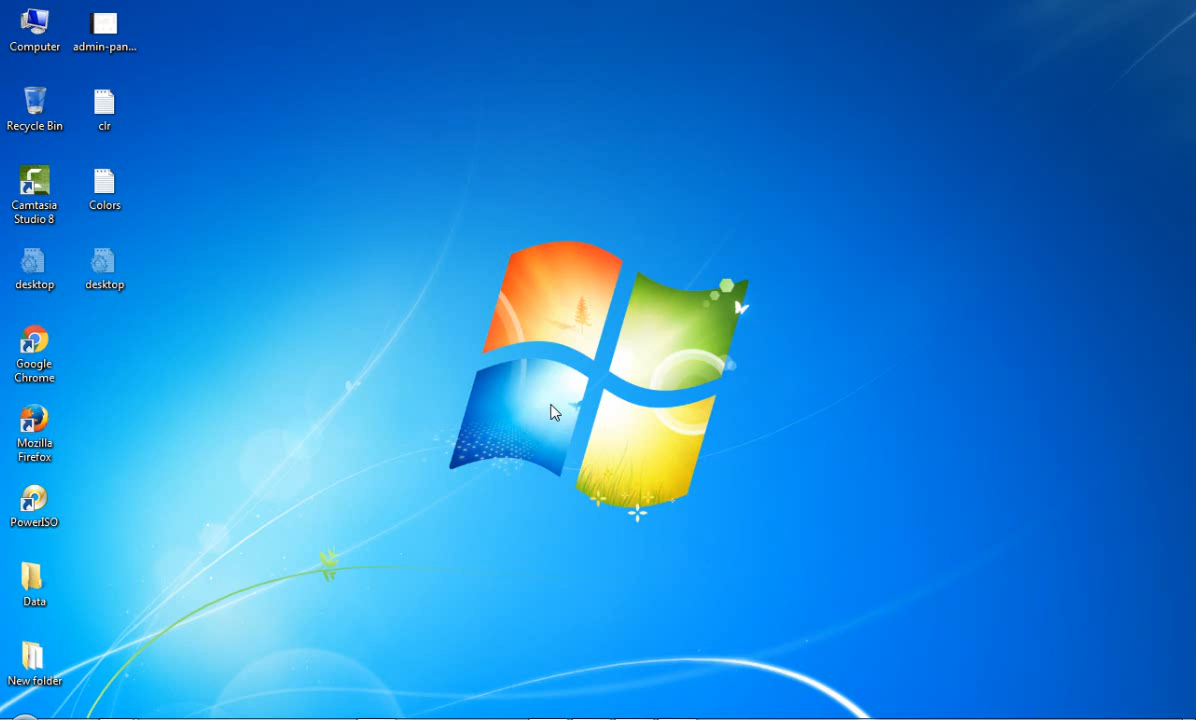 Computer
admin-pan...
Recycle Bin
clr
Camtasia
Studio 8
Colors
desktop
desktop
Google
Chrome
Mozilla
Firefox
PowerISO
Data
New folder